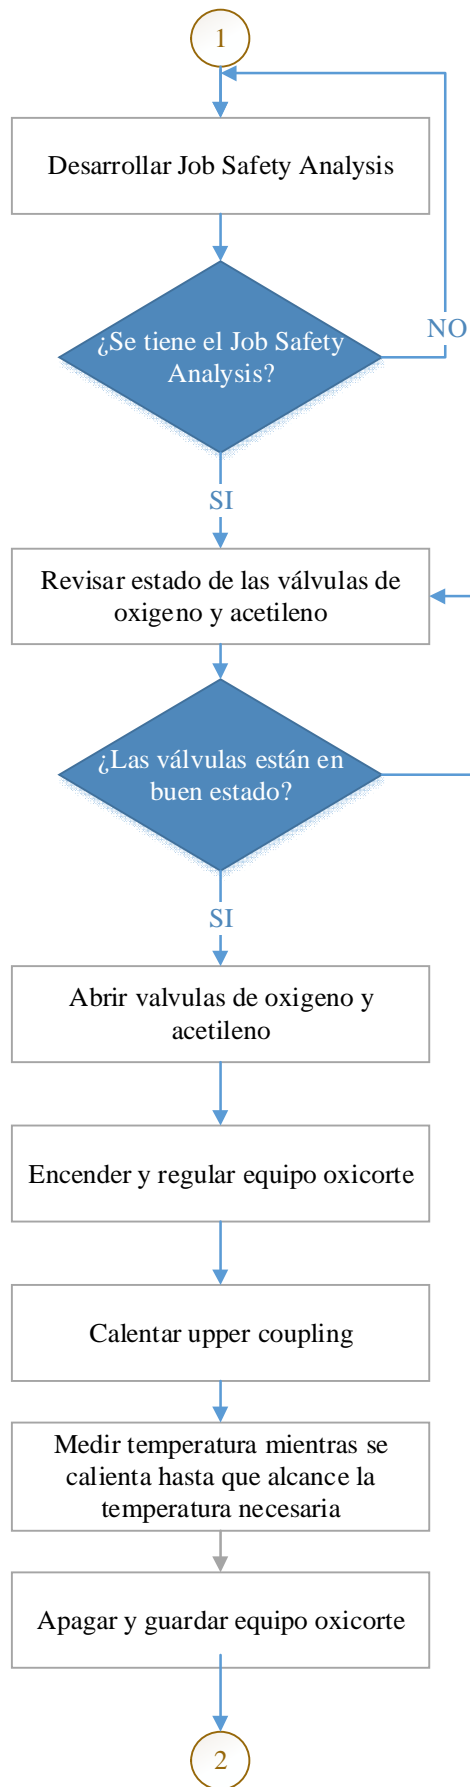 1
Desarrollar Job Safety Analysis
¿Se tiene el Job Safety
Analysis?
NO
SI
Revisar estado de las válvulas de
oxigeno y acetileno
¿Las válvulas están en
buen estado?
SI
Abrir valvulas de oxigeno y
acetileno
Encender y regular equipo oxicorte
Calentar upper coupling
Medir temperatura mientras se
calienta hasta que alcance la
temperatura necesaria
Apagar y guardar equipo oxicorte
2